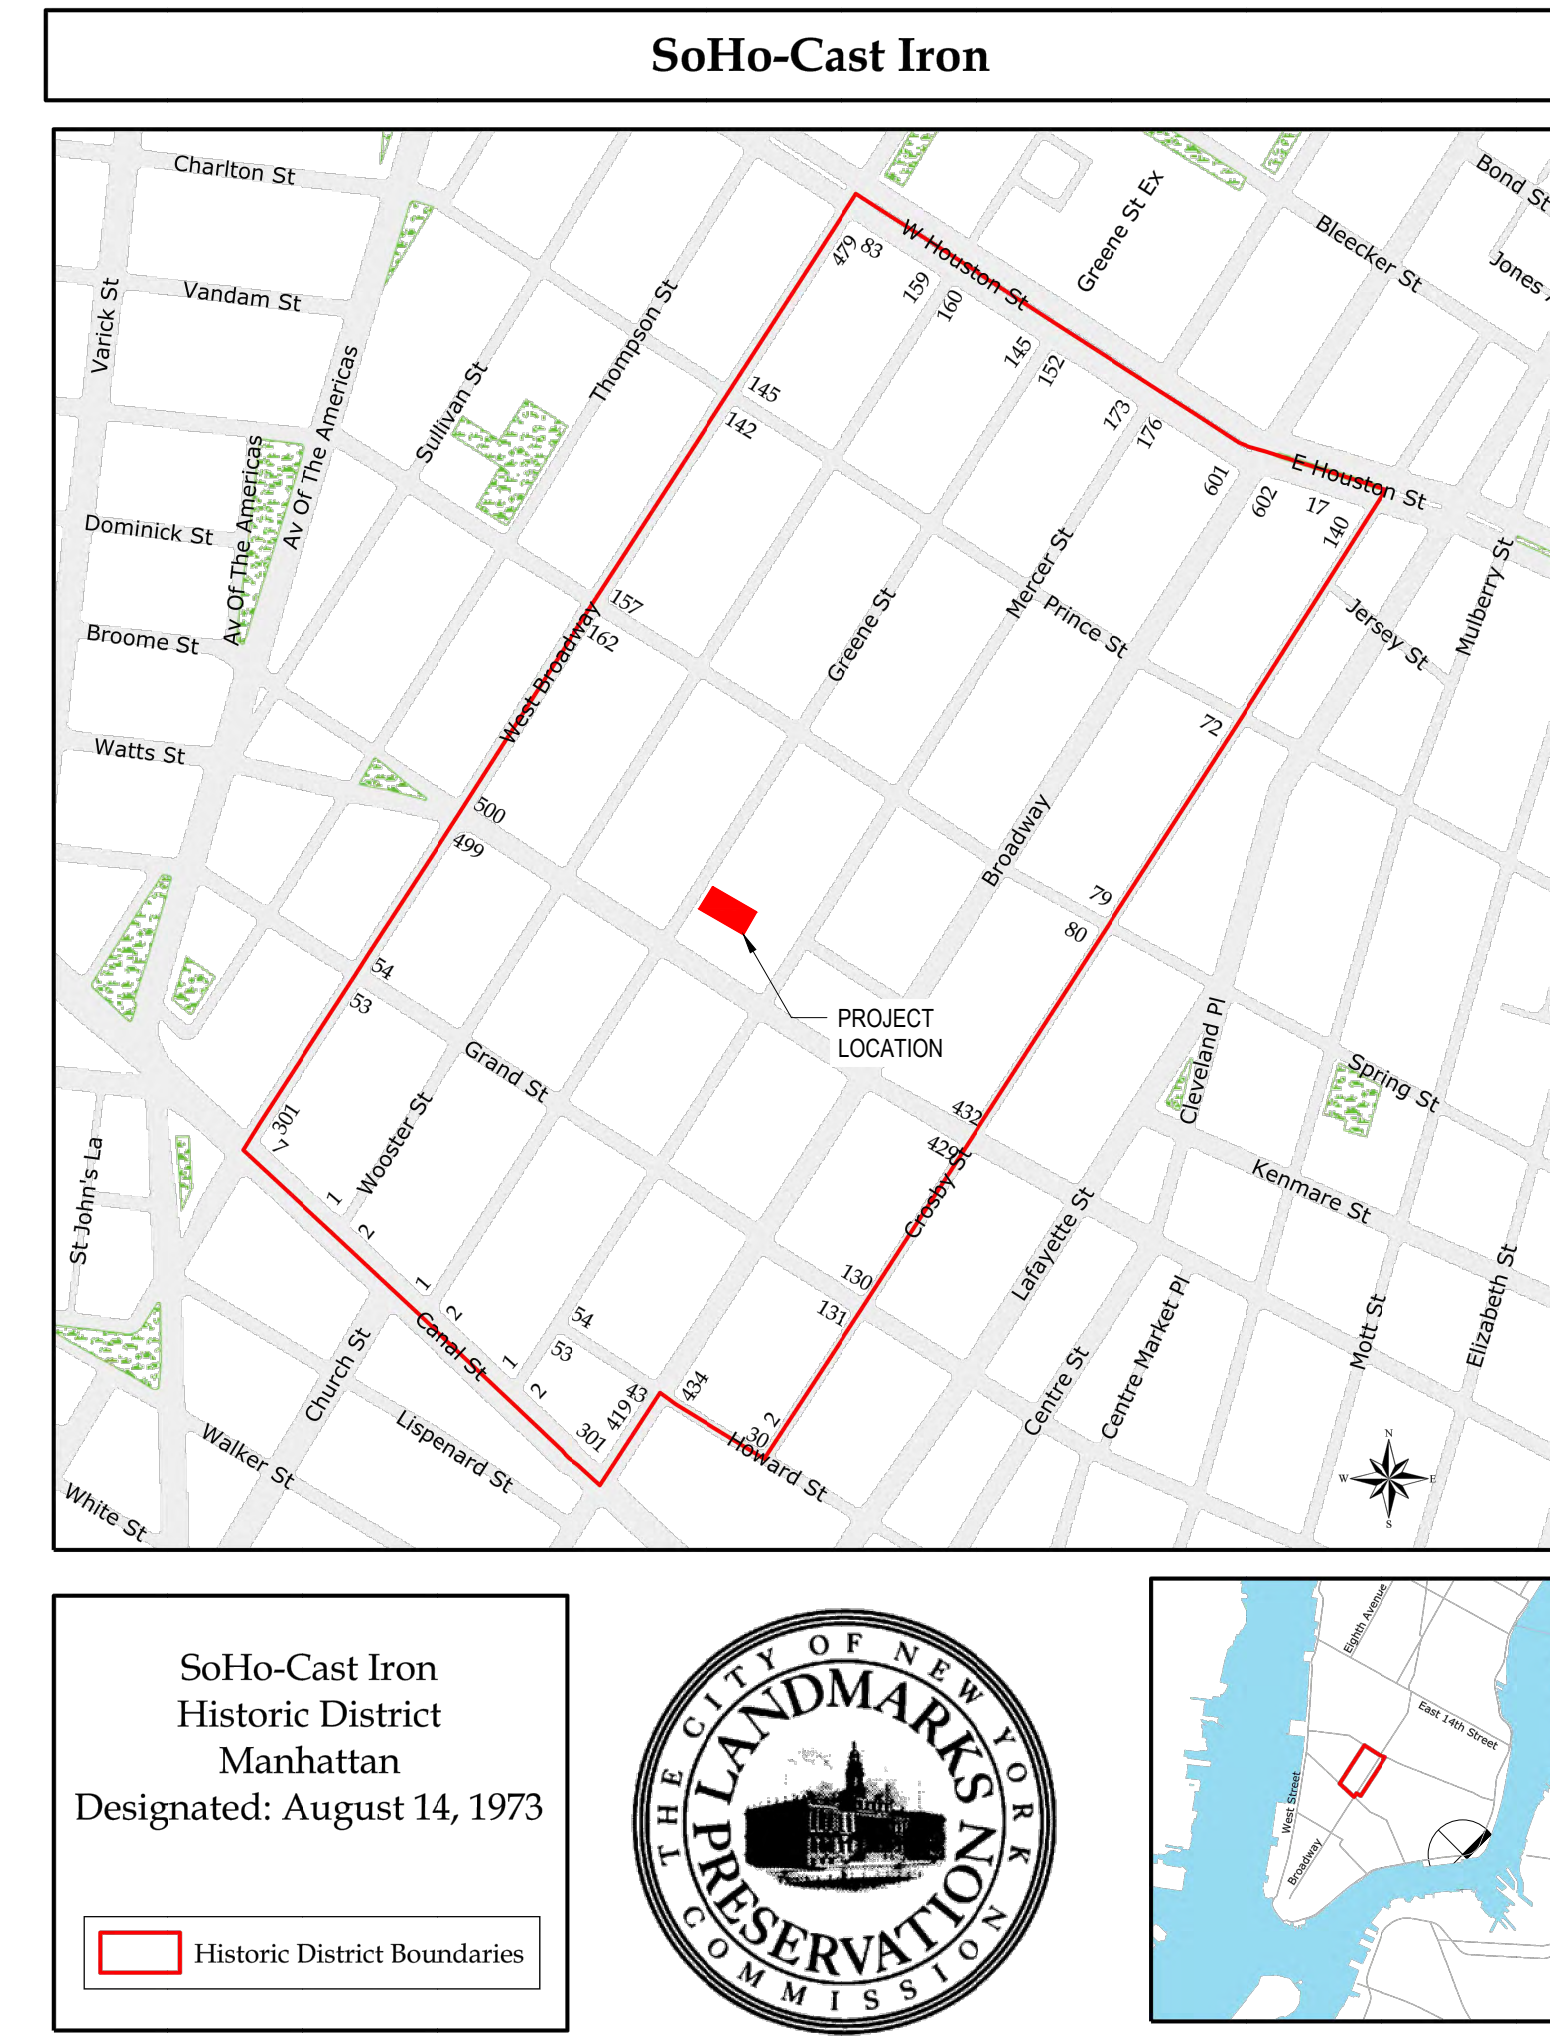 SoHo-Cast Iron
Charlton St
Vandam St
Varick St
Av Of The Americas
Av Of The Americas
Sullivan St
Thompson St
Dominick St
Broome St
Watts St
West Broadway
W Houston St
Greene St Ex
Bleecker St
Bond St
Jones
E Houston St
Mulberry St
Jersey St
Prince St
Mercer St
Greene St
Broadway
479
83
159
160
145
152
173
176
601
602
17
140
145
142
157
162
72
500
499
79
80
54
53
PROJECT
LOCATION
Cleveland Pl
Spring St
Kenmare St
Grand St
Wooster St
301
7
432
429
Crosby St
Lafayette St
St John's La
1
2
1
2
1
2
Canal St
54
53
130
131
Centre St
Centre Market Pl
Mott St
Elizabeth St
Church St
Lispenard St
Walker St
White St
43
419
434
301
2
30
Howard St
N
W
E
S
SoHo-Cast Iron
Historic District
Manhattan
Designated: August 14, 1973
Historic District Boundaries
THE CITY OF NEW YORK
LANDMARKS
PRESERVATION
COMMISSION
Eighth Avenue
East 14th Street
West Street
Broadway